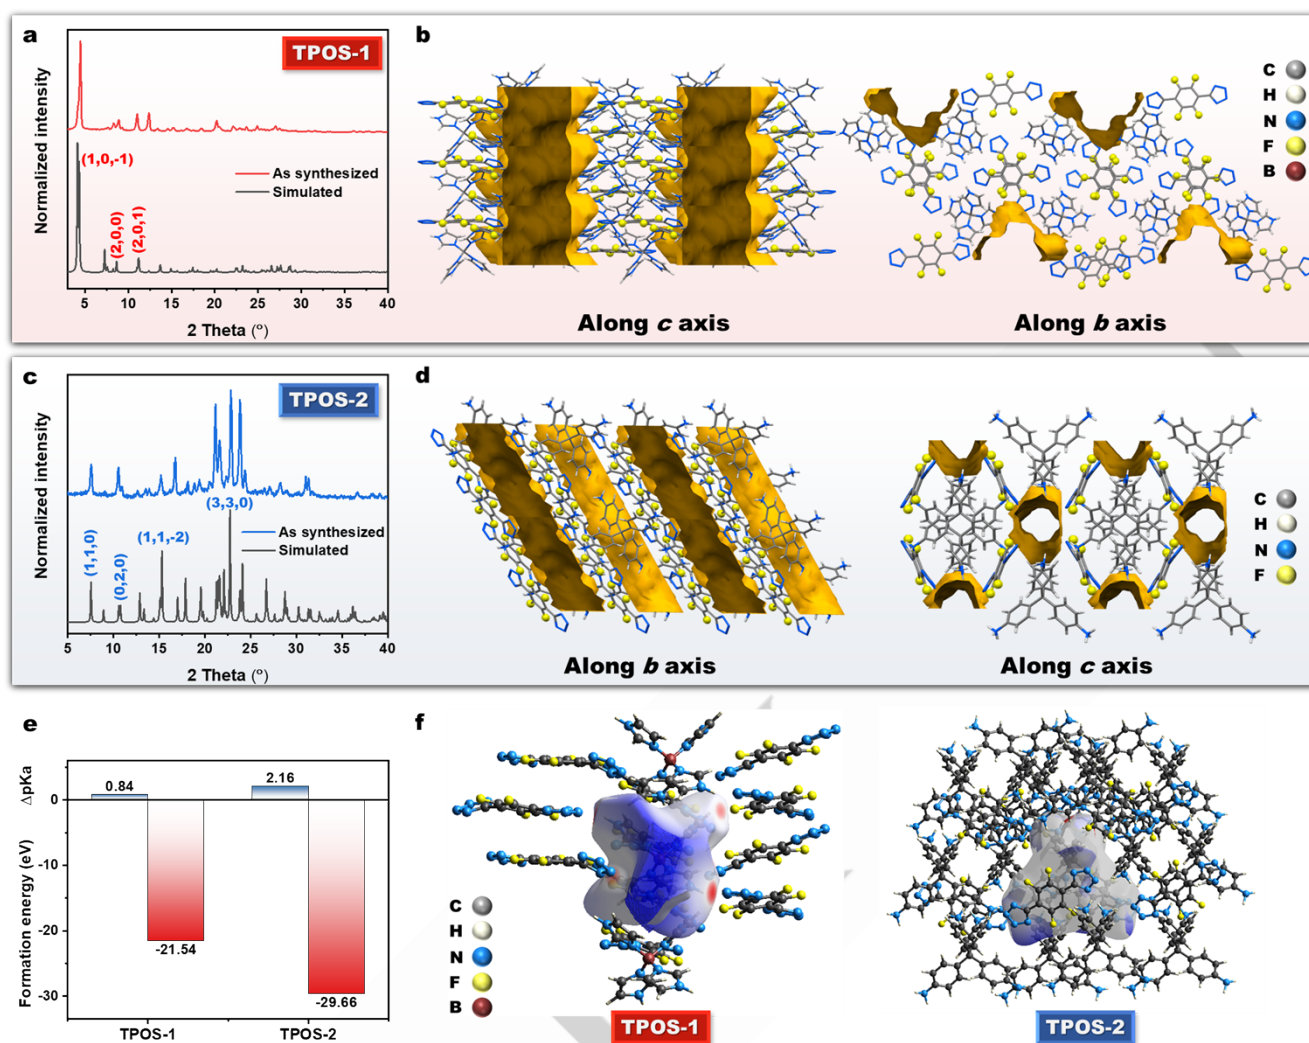 a
TPOS-1
Normalized intensity
(1,0,-1)
As synthesized
Simulated
(2,0,0)
(2,0,1)
5 10 15 20 25 30 35 40
2 Theta (°)
b
C
H
N
F
B
Along c axis
Along b axis
c
TPOS-2
Normalized intensity
(3,3,0)
(1,1,0)
(0,2,0)
(1,1,-2)
As synthesized
Simulated
5 10 15 20 25 30 35 40
2 Theta (°)
d
C
H
N
F
Along b axis
Along c axis
e
ΔpKa
Formation energy (eV)
0.84
2.16
0
-10
-20
-30
-21.54
-29.66
TPOS-1
TPOS-2
f
C
H
N
F
B
TPOS-1
TPOS-2